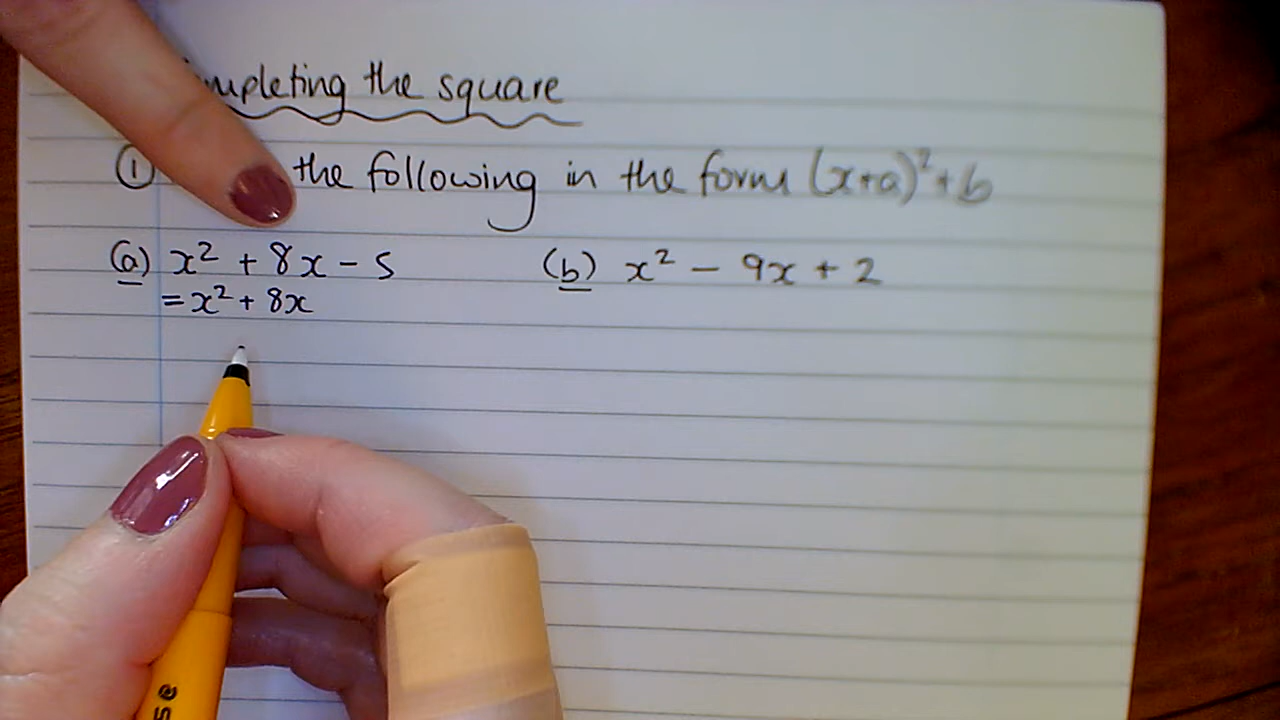 mpleting the square
① the following in the form (x+a)² + b
(a) x² + 8x - 5
= x² + 8x
(b) x² - 9x + 2